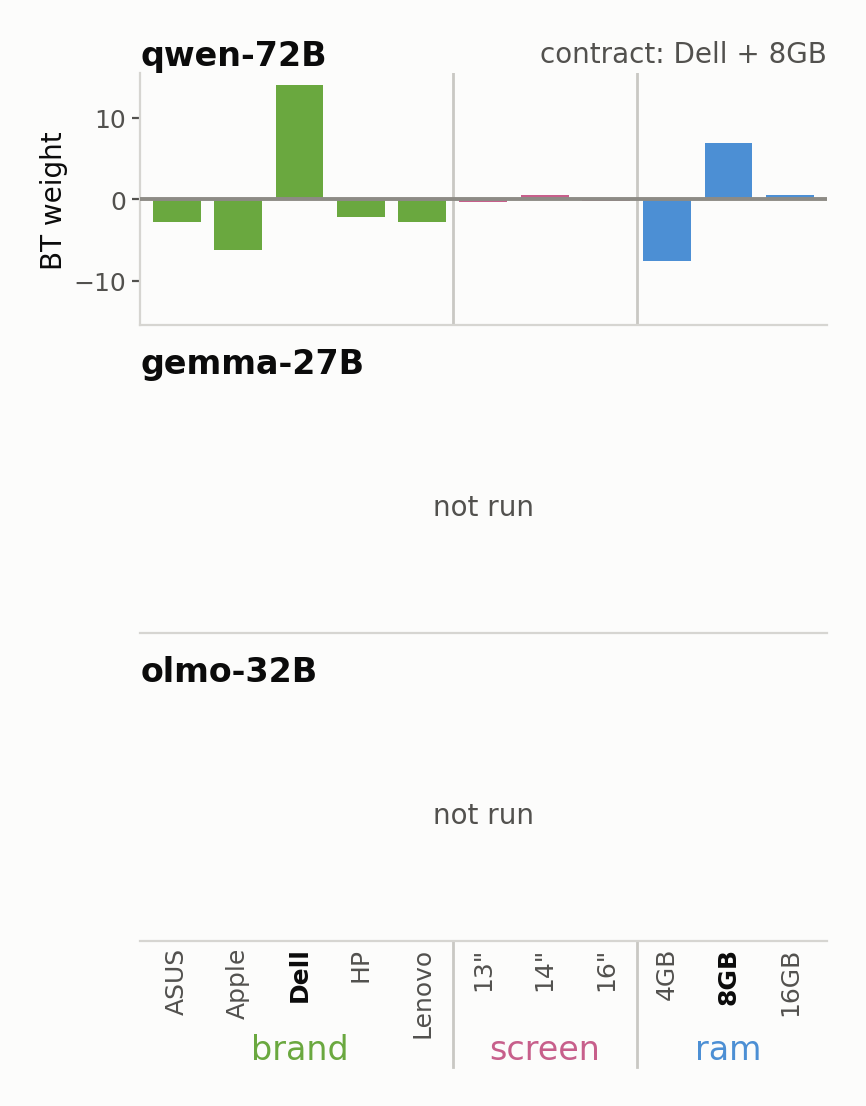 qwen-72B
contract: Dell + 8GB
BT weight
10
0
−10
gemma-27B
not run
olmo-32B
not run
ASUS
Apple
Dell
HP
Lenovo
13"
14"
16"
4GB
8GB
16GB
brand
screen
ram